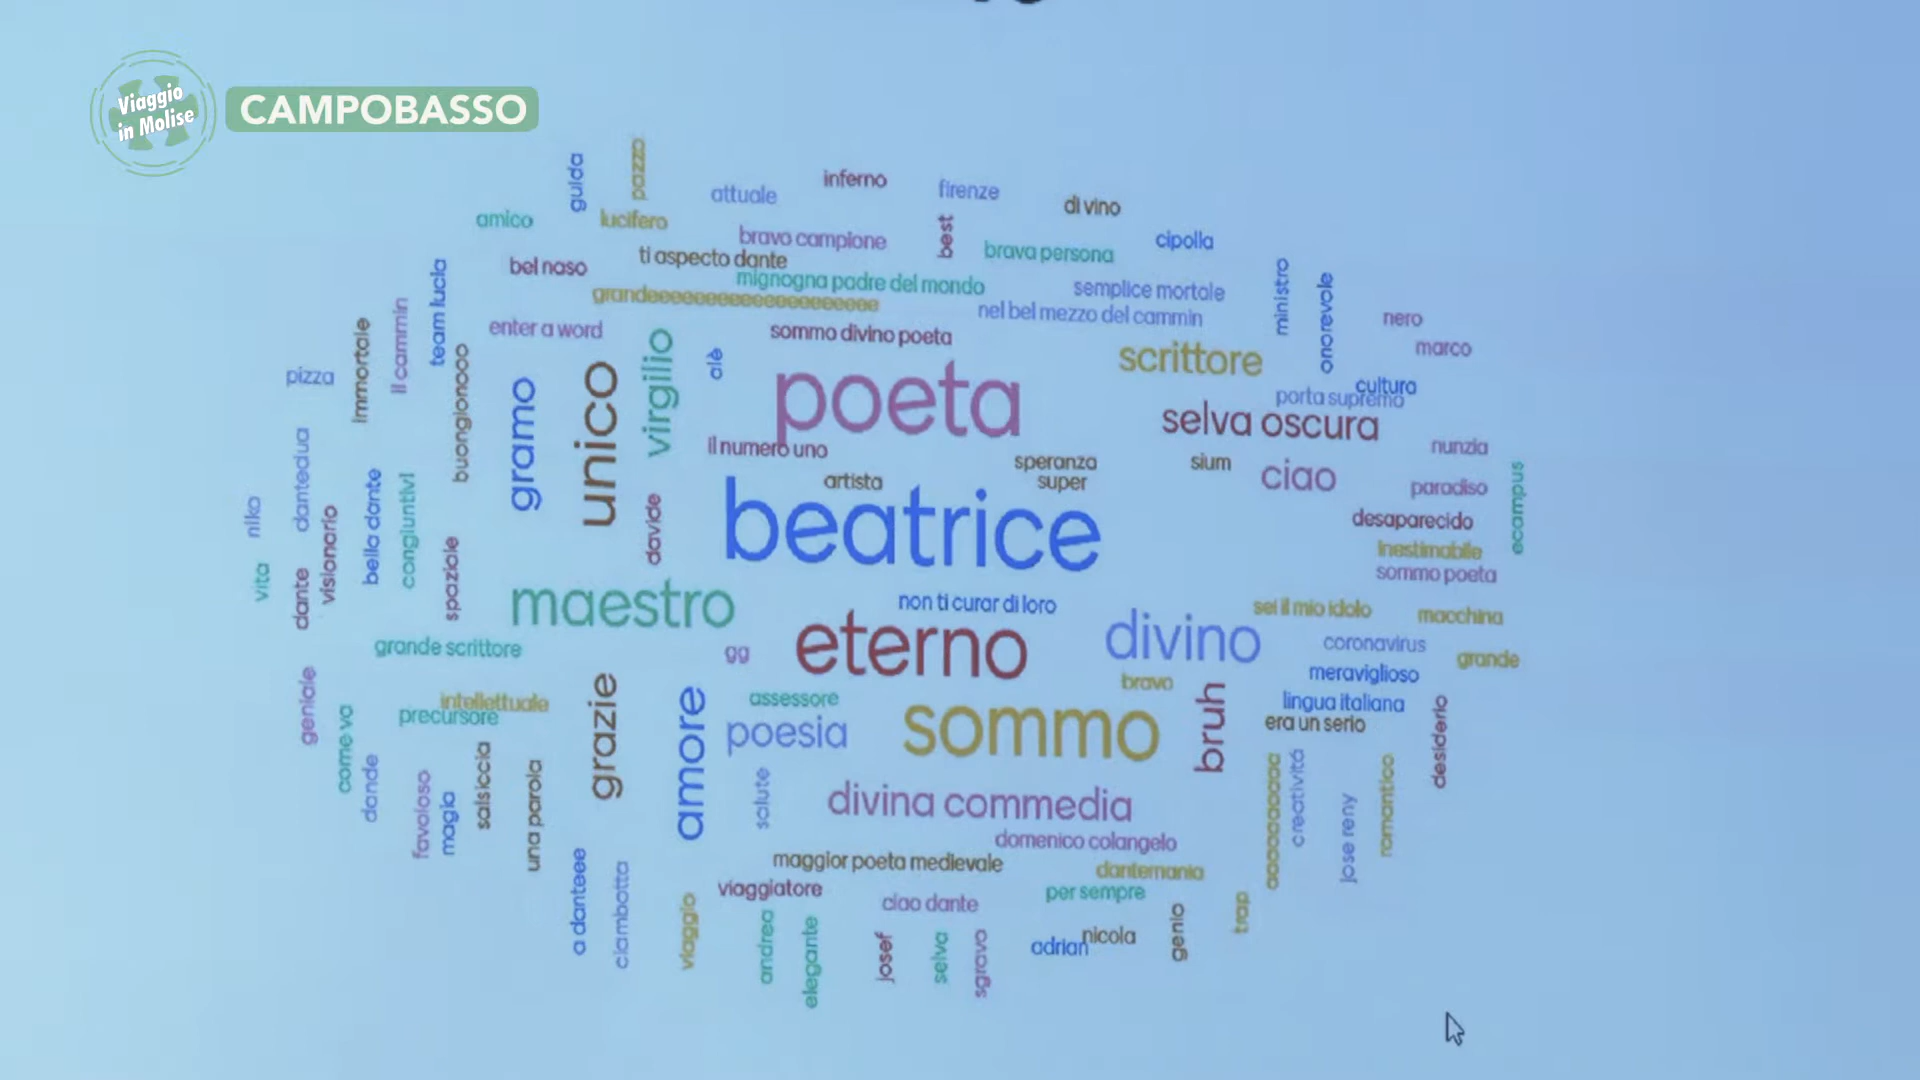 Viaggio
in Molise
CAMPOBASSO
guida
pazzo
attuale
inferno
firenze
di vino
amico
lucifero
bravo campione
best
brava persona
cipolla
bel naso
ti aspecto dante
mignogna padre del mondo
semplice mortale
grandeeeeeeeeeeeeeeeeeeee
nel bel mezzo del cammin
ministro
onorevole
nero
marco
team lucia
il cammin
immortale
pizza
enter a word
virgilio
alè
sommo divino poeta
scrittore
cultura
porta supremo
buongiorooo
gramo
unico
poeta
selva oscura
nunzia
il numero uno
speranza
super
sium
ciao
paradiso
ecampus
artista
beatrice
desaparecido
inestimabile
sommo poeta
niko
dantedua
visionario
bella dante
congiuntivi
davide
vita
dante
spaziale
maestro
non ti curar di loro
eterno
divino
sei il mio idolo
macchina
coronavirus
grande
meraviglioso
lingua italiana
era un serio
desiderio
grande scrittore
gg
bravo
bruh
geniale
intellettuale
precursore
come va
dande
grazie
amore
assessore
poesia
sommo
favoloso
magia
salsiccia
una parola
salute
divina commedia
domenico colangelo
creatività
jose reny
romantico
maggior poeta medievale
dantemania
a danteee
ciambotta
viaggio
viaggiatore
ciao dante
per sempre
genio
trap
andrea
elegante
josef
selva
sgravo
adrian
nicola